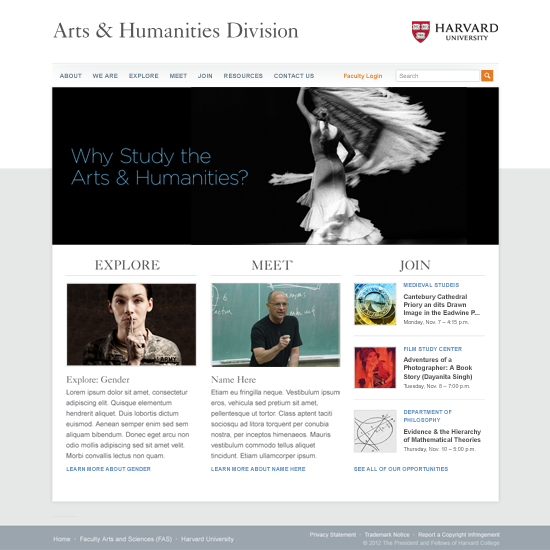 Arts & Humanities Division
HARVARD
UNIVERSITY
ABOUT WE ARE EXPLORE MEET JOIN RESOURCES CONTACT US Faculty Login Search
Why Study the
Arts & Humanities?
EXPLORE
Explore: Gender
Lorem ipsum dolor sit amet, consectetur
adipiscing elit. Quisque elementum
hendrerit aliquet. Duis lobortis dictum
euismod. Aenean semper enim sed sem
aliquam bibendum. Donec eget arcu non
odio mollis adipiscing sed sit amet velit.
Morbi convallis lectus non quam.
LEARN MORE ABOUT GENDER
MEET
Name Here
Etiam eu fringilla neque. Vestibulum ipsum
eros, vehicula sed pretium sit amet,
pellentesque ut tortor. Class aptent taciti
sociosqu ad litora torquent per conubia
nostra, per inceptos himenaeos. Mauris
vestibulum commodo tellus aliquet
tincidunt. Etiam ullamcorper ipsum.
LEARN MORE ABOUT NAME HERE
JOIN
MEDIEVAL STUDEIS
Cantebury Cathedral
Priory an dits Drawn
Image in the Eadwine P...
Monday, Nov. 7 – 4:15 p.m.
FILM STUDY CENTER
Adventures of a
Photographer: A Book
Story (Dayanita Singh)
Tuesday, Nov. 8 – 7:00 p.m.
DEPARTMENT OF
PHILOSOPHY
Evidence & the Hierarchy
of Mathematical Theories
Thursday, Nov. 10 – 5:00 p.m.
SEE ALL OF OUR OPPORTUNITIES
Home • Faculty Arts and Sciences (FAS) • Harvard University
Privacy Statement • Trademark Notice • Report a Copyright Infringement
© 2012 The President and Fellows of Harvard College